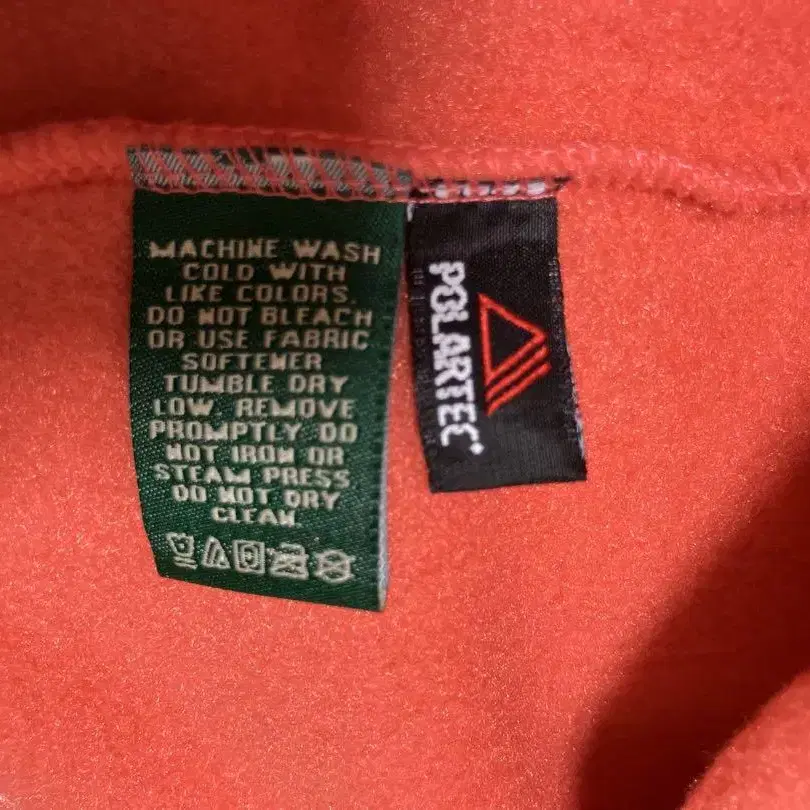 MACHINE WASH
COLD WITH
LIKE COLORS.
DO NOT BLEACH
OR USE FABRIC
SOFTENER
TUMBLE DRY
LOW. REMOVE
PROMPTLY DO
NOT IRON OR
STEAM PRESS.
DO NOT DRY
CLEAN.
POLARTEC